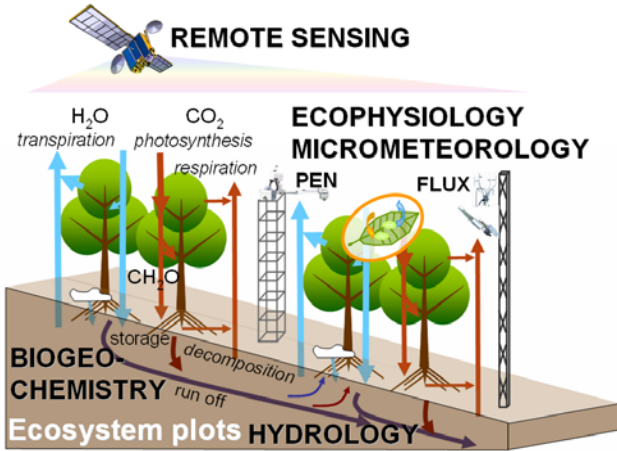 REMOTE SENSING
H₂O
transpiration
CO₂
photosynthesis
respiration
ECOPHYSIOLOGY
MICROMETEOROLOGY
PEN
FLUX
CH₂O
storage
decomposition
BIOGEO-
CHEMISTRY
run off
Ecosystem plots
HYDROLOGY